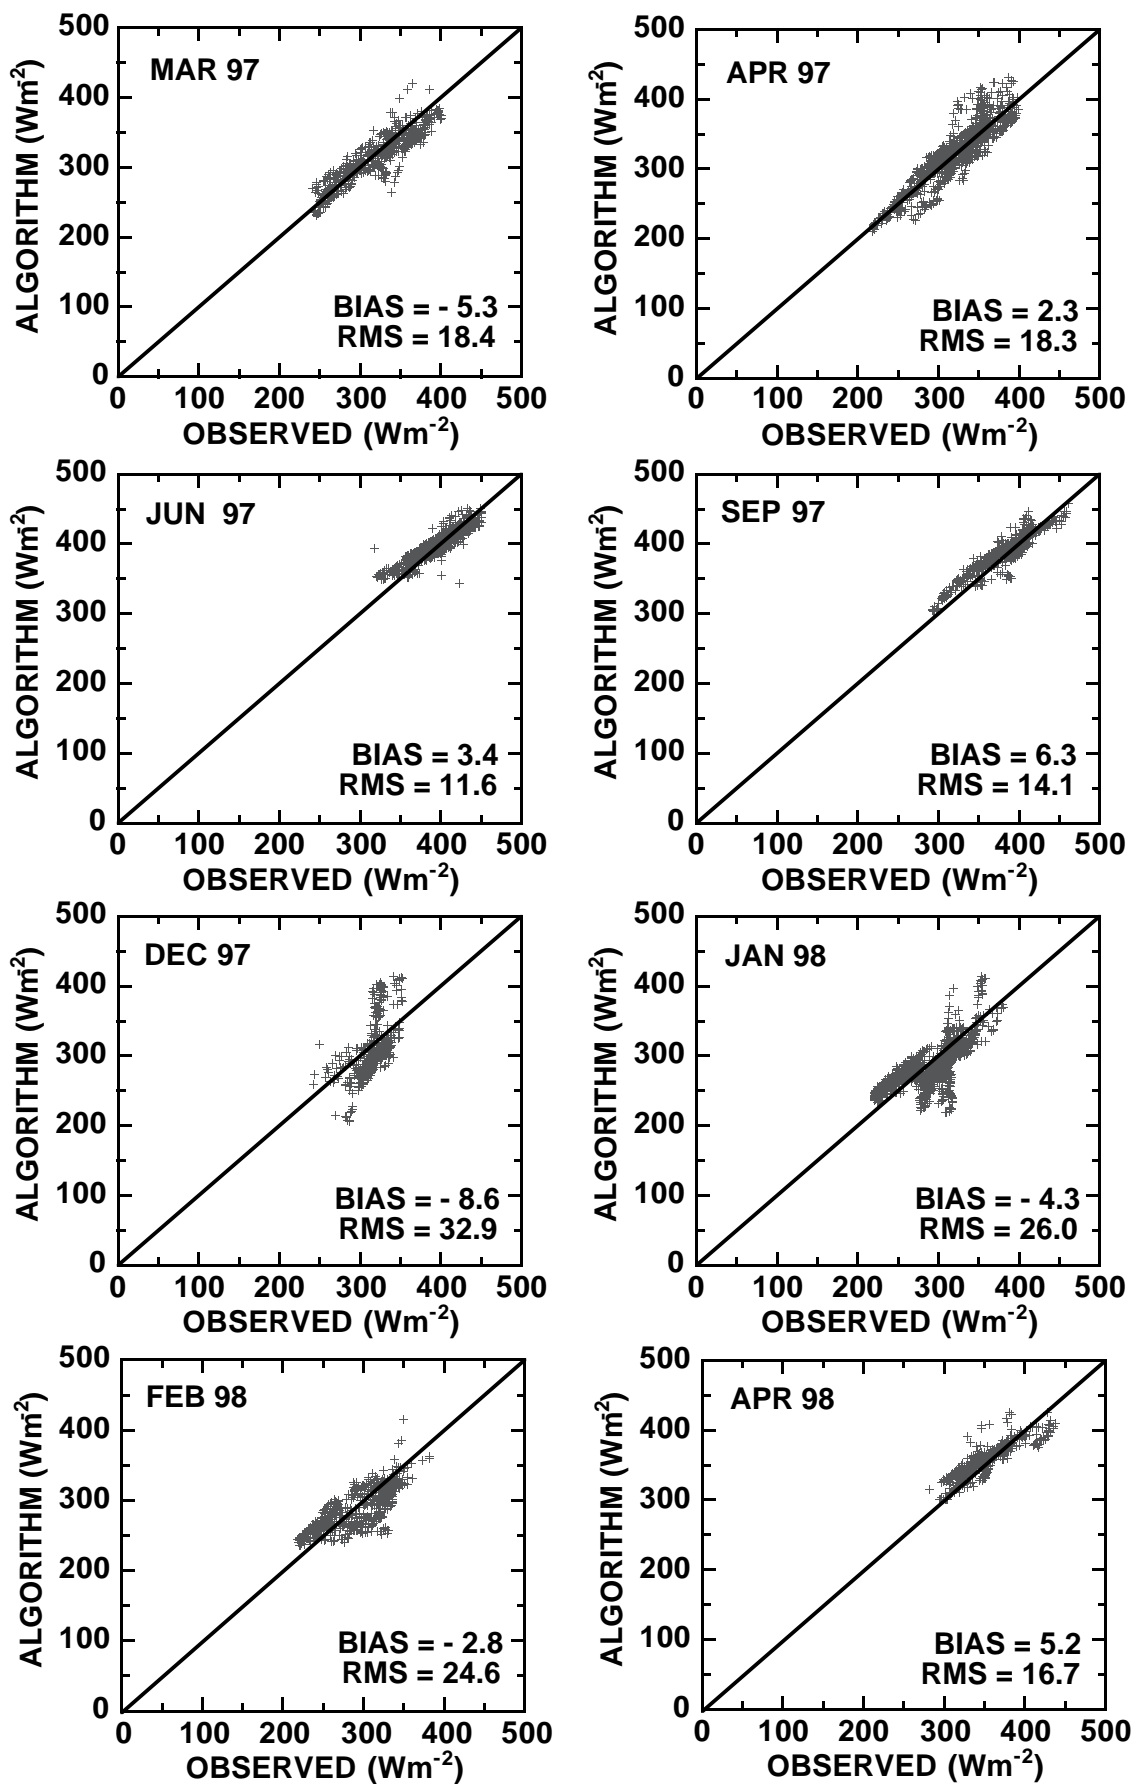 500
400
300
200
100
0
ALGORITHM (Wm-2)
MAR 97
BIAS = - 5.3
RMS = 18.4
0 100 200 300 400 500
OBSERVED (Wm-2)
500
400
300
200
100
0
ALGORITHM (Wm-2)
APR 97
BIAS = 2.3
RMS = 18.3
0 100 200 300 400 500
OBSERVED (Wm-2)
500
400
300
200
100
0
ALGORITHM (Wm-2)
JUN 97
BIAS = 3.4
RMS = 11.6
0 100 200 300 400 500
OBSERVED (Wm-2)
500
400
300
200
100
0
ALGORITHM (Wm-2)
SEP 97
BIAS = 6.3
RMS = 14.1
0 100 200 300 400 500
OBSERVED (Wm-2)
500
400
300
200
100
0
ALGORITHM (Wm-2)
DEC 97
BIAS = - 8.6
RMS = 32.9
0 100 200 300 400 500
OBSERVED (Wm-2)
500
400
300
200
100
0
ALGORITHM (Wm-2)
JAN 98
BIAS = - 4.3
RMS = 26.0
0 100 200 300 400 500
OBSERVED (Wm-2)
500
400
300
200
100
0
ALGORITHM (Wm-2)
FEB 98
BIAS = - 2.8
RMS = 24.6
0 100 200 300 400 500
OBSERVED (Wm-2)
500
400
300
200
100
0
ALGORITHM (Wm-2)
APR 98
BIAS = 5.2
RMS = 16.7
0 100 200 300 400 500
OBSERVED (Wm-2)